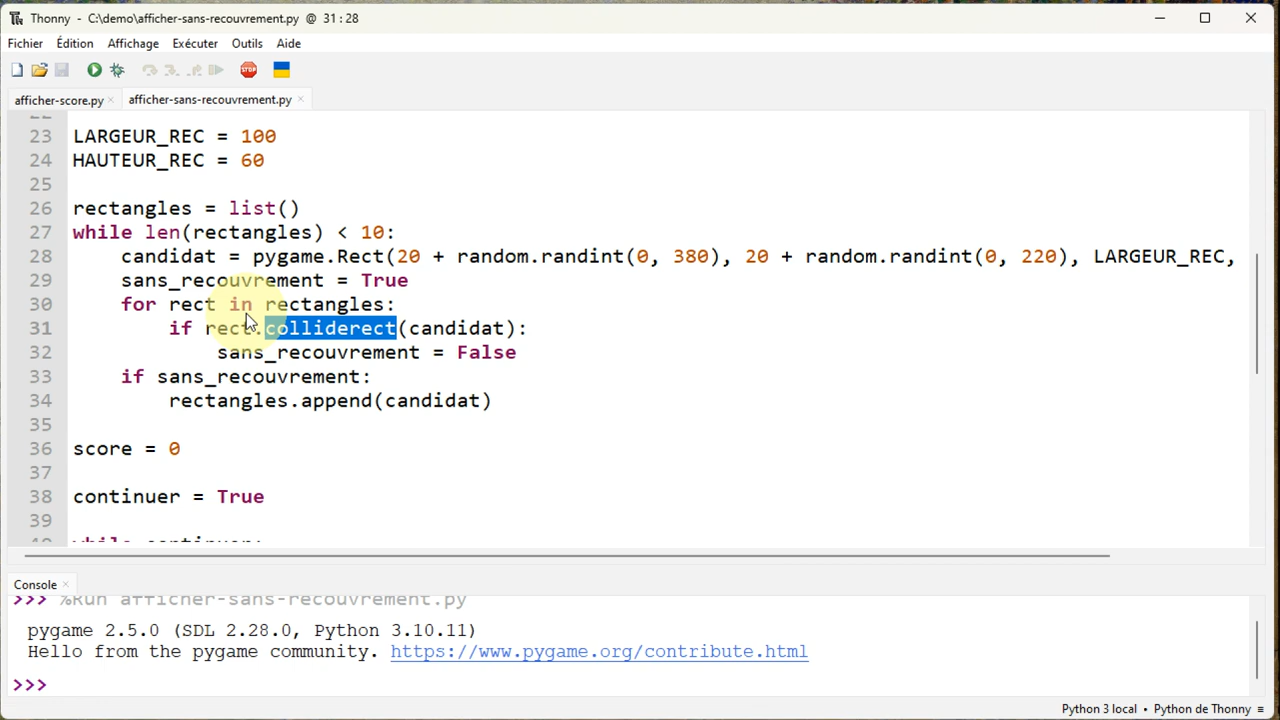 Thonny - C:\demo\afficher-sans-recouvrement.py @ 31:28
Fichier Édition Affichage Exécuter Outils Aide
STOP
afficher-score.py × afficher-sans-recouvrement.py ×
23 LARGEUR_REC = 100
24 HAUTEUR_REC = 60
25
26 rectangles = list()
27 while len(rectangles) < 10:
28 candidat = pygame.Rect(20 + random.randint(0, 380), 20 + random.randint(0, 220), LARGEUR_REC,
29 sans_recouvrement = True
30 for rect in rectangles:
31 if rect.colliderect(candidat):
32 sans_recouvrement = False
33 if sans_recouvrement:
34 rectangles.append(candidat)
35
36 score = 0
37
38 continuer = True
39
Console ×
>>> %Run afficher-sans-recouvrement.py
pygame 2.5.0 (SDL 2.28.0, Python 3.10.11)
Hello from the pygame community. https://www.pygame.org/contribute.html
>>>
Python 3 local • Python de Thonny ≡